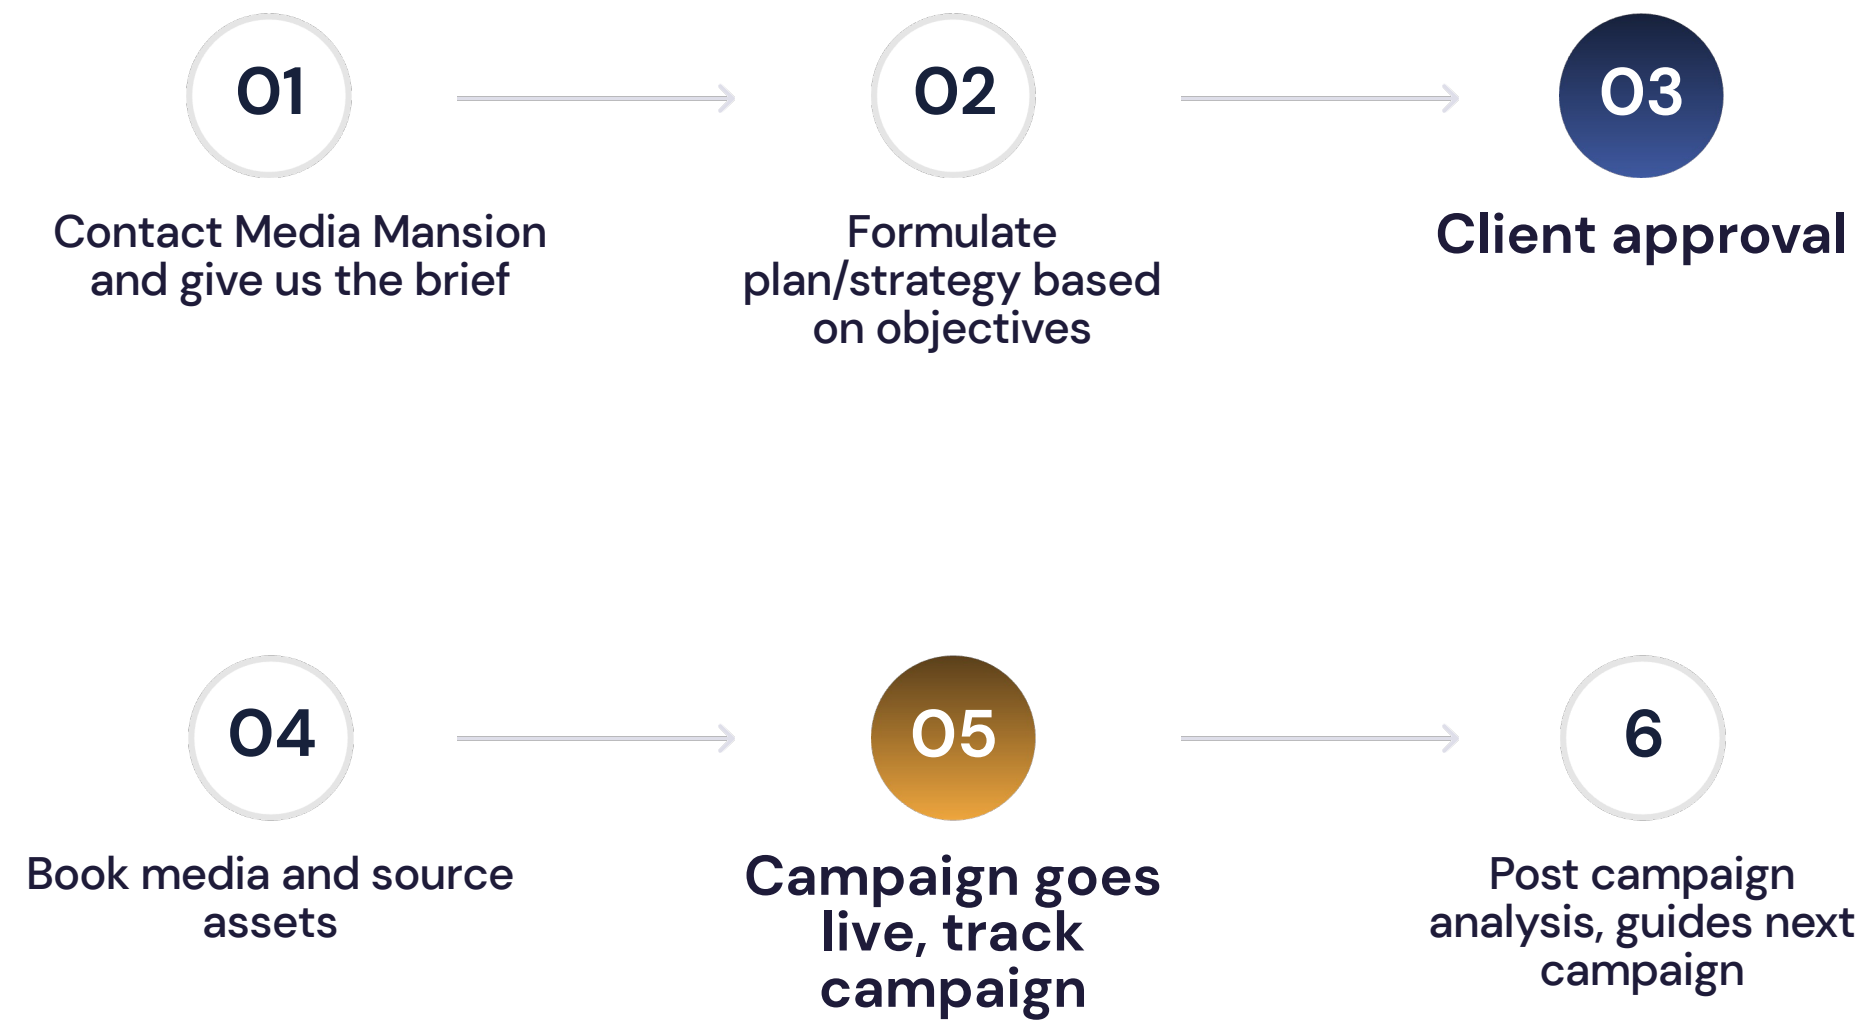 01
Contact Media Mansion
and give us the brief
02
Formulate
plan/strategy based
on objectives
03
Client approval
04
Book media and source
assets
05
Campaign goes
live, track
campaign
6
Post campaign
analysis, guides next
campaign